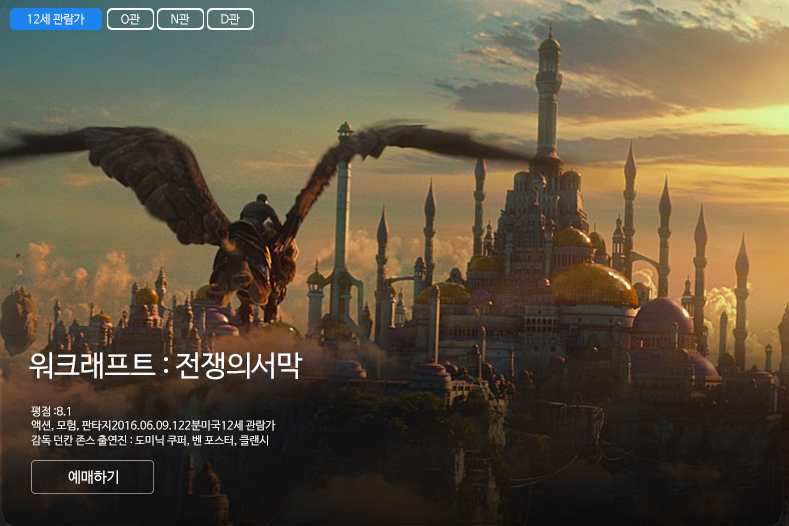 12세 관람가
O관
N관
D관
워크래프트 : 전쟁의서막
평점 :8.1
액션, 모험, 판타지2016.06.09.122분미국12세 관람가
감독 던칸 존스 출연진 : 도미닉 쿠퍼, 벤 포스터, 클랜시
예매하기